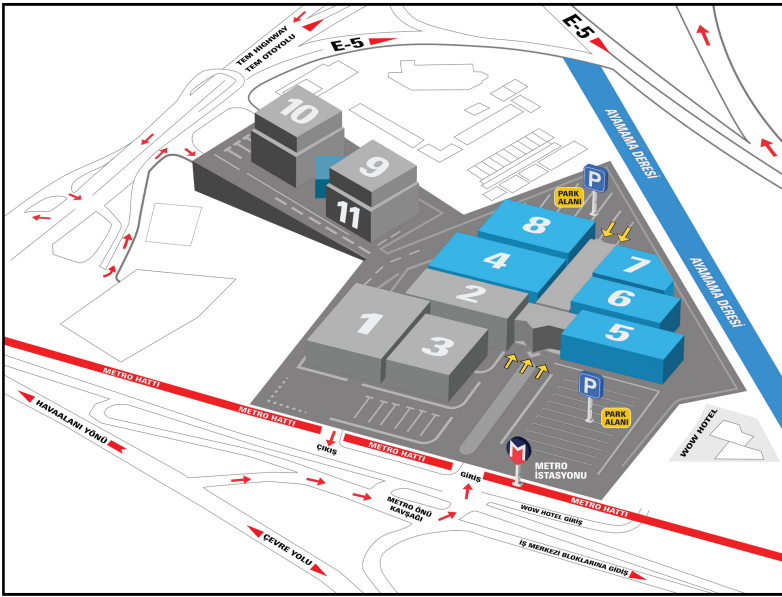 TEM HIGHWAY
TEM OTOYOLU
E-5
E-5
AYAMAMA DERESİ
10
9
11
P
PARK
ALANI
8
7
4
6
2
5
1
3
AYAMAMA DERESİ
P
PARK
ALANI
WOW HOTEL
METRO HATTI
METRO HATTI
METRO HATTI
METRO HATTI
HAVAALANI YÖNÜ
ÇIKIŞ
GİRİŞ
M
METRO
İSTASYONU
METRO ÖNÜ
KAVŞAĞI
WOW HOTEL GİRİŞ
ÇEVRE YOLU
İŞ MERKEZİ BLOKLARINA GİDİŞ